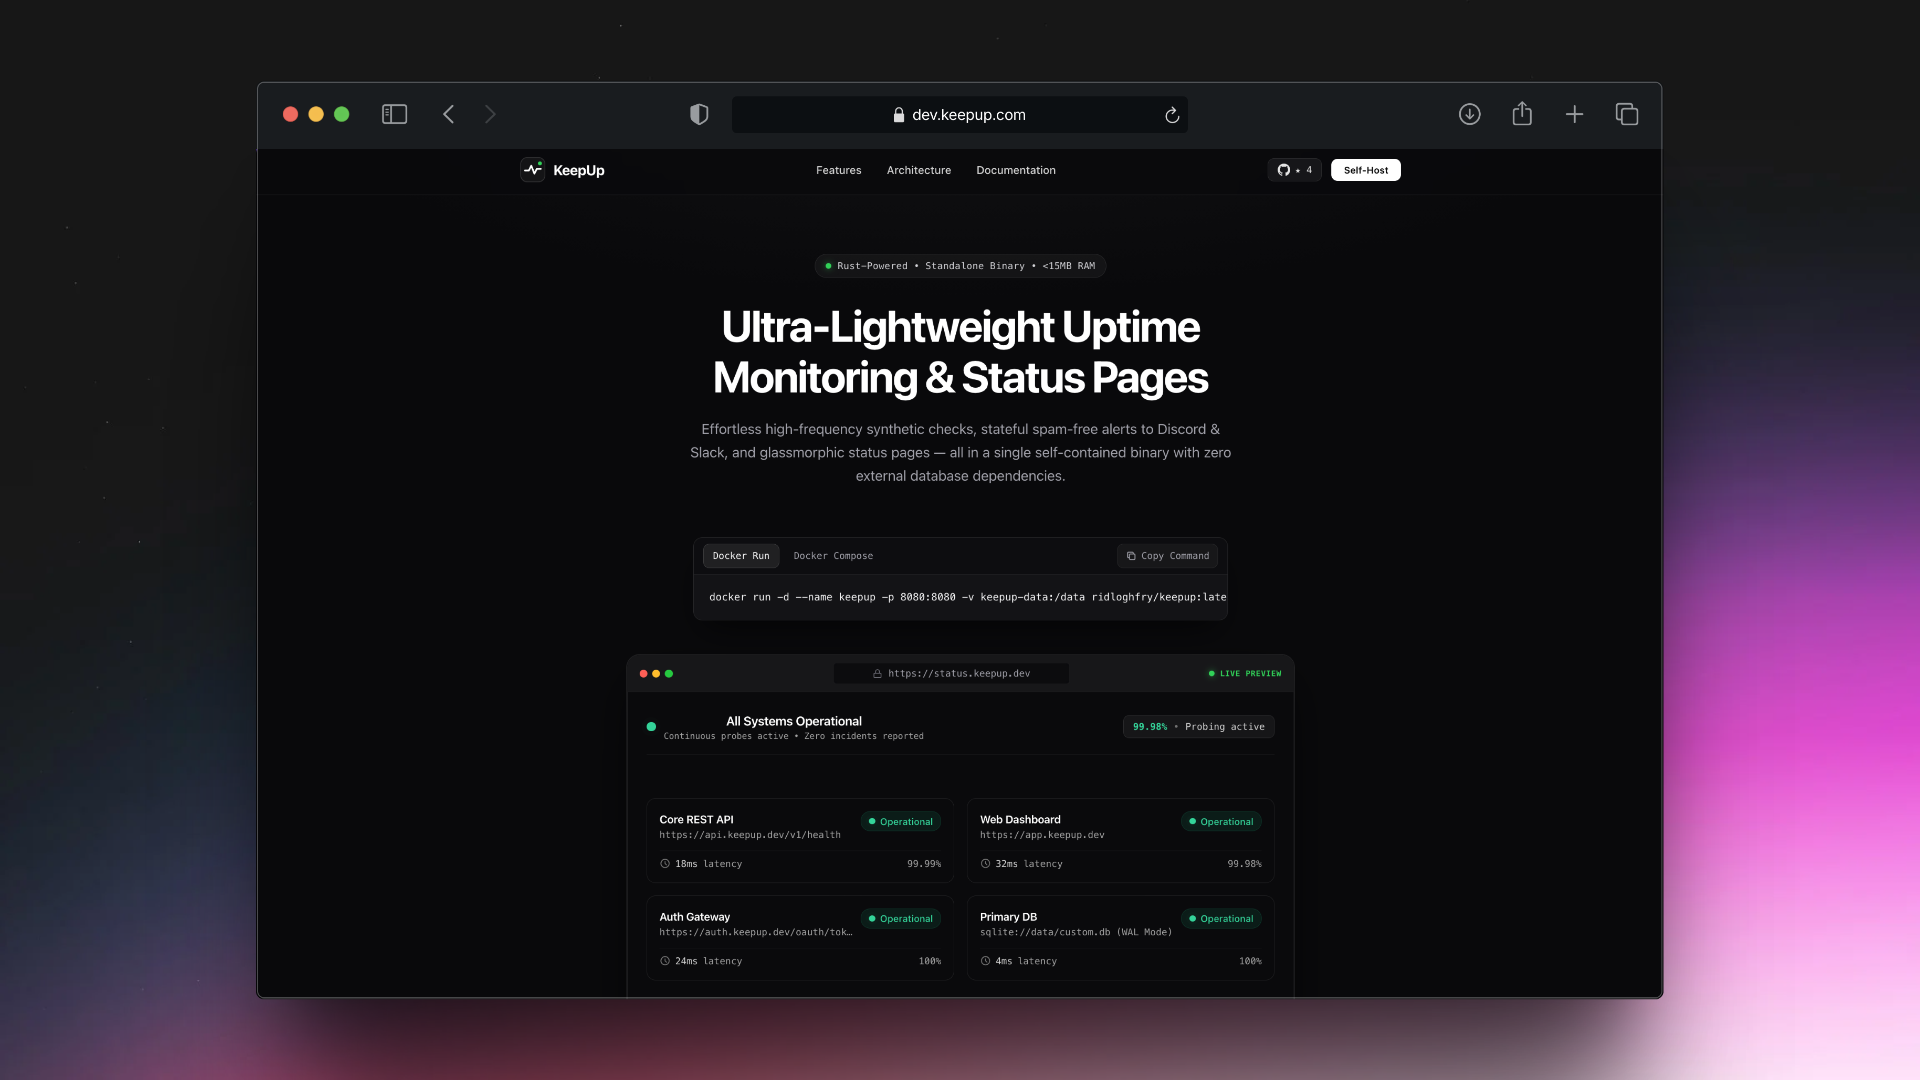 dev.keepup.com
KeepUp
Features
Architecture
Documentation
★ 4
Self-Host
Rust-Powered • Standalone Binary • <15MB RAM
Ultra-Lightweight Uptime
Monitoring & Status Pages
Effortless high-frequency synthetic checks, stateful spam-free alerts to Discord &
Slack, and glassmorphic status pages — all in a single self-contained binary with zero
external database dependencies.
Docker Run
Docker Compose
Copy Command
docker run -d --name keepup -p 8080:8080 -v keepup-data:/data ridloghfry/keepup:late
https://status.keepup.dev
LIVE PREVIEW
All Systems Operational
Continuous probes active • Zero incidents reported
99.98% • Probing active
Core REST API
Operational
https://api.keepup.dev/v1/health
18ms latency
99.99%
Web Dashboard
Operational
https://app.keepup.dev
32ms latency
99.98%
Auth Gateway
Operational
https://auth.keepup.dev/oauth/tok…
24ms latency
100%
Primary DB
Operational
sqlite://data/custom.db (WAL Mode)
4ms latency
100%